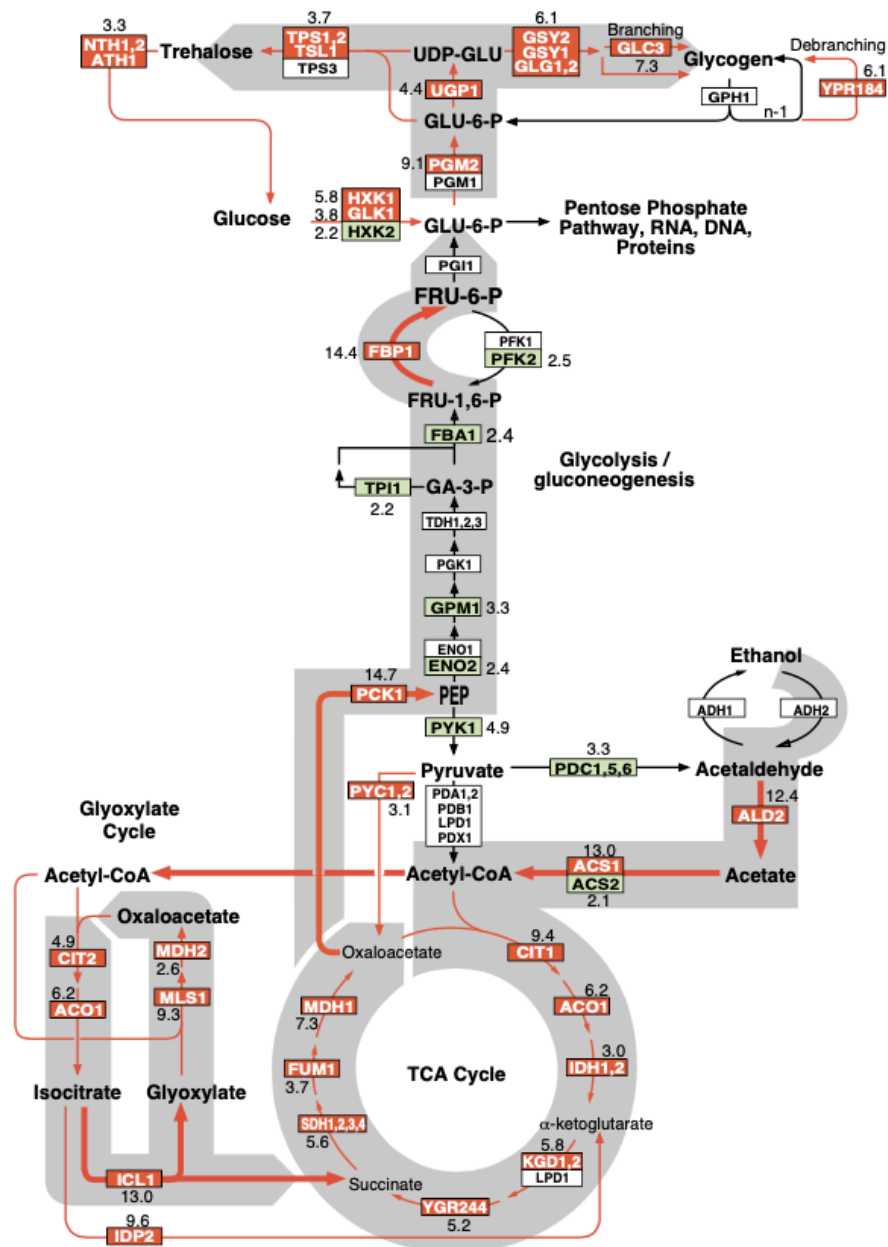 3.3
NTH1,2
ATH1
Trehalose
3.7
TPS1,2
TSL1
TPS3
UDP-GLU
6.1
GSY2
GSY1
GLG1,2
Branching
GLC3
7.3
Glycogen
Debranching
6.1
YPR184
GPH1
n-1
4.4
UGP1
GLU-6-P
9.1
PGM2
PGM1
Glucose
5.8
HXK1
3.8
GLK1
2.2
HXK2
GLU-6-P
Pentose Phosphate
Pathway, RNA, DNA,
Proteins
PGI1
FRU-6-P
14.4
FBP1
PFK1
PFK2
2.5
FRU-1,6-P
FBA1
2.4
Glycolysis /
gluconeogenesis
TPI1
2.2
GA-3-P
TDH1,2,3
PGK1
GPM1
3.3
ENO1
ENO2
2.4
14.7
PCK1
PEP
PYK1
4.9
Ethanol
ADH1
ADH2
Pyruvate
3.3
PDC1,5,6
Acetaldehyde
PYC1,2
3.1
PDA1,2
PDB1
LPD1
PDX1
12.4
ALD2
Glyoxylate
Cycle
Acetyl-CoA
Acetyl-CoA
13.0
ACS1
ACS2
2.1
Acetate
Oxaloacetate
4.9
CIT2
MDH2
2.6
6.2
ACO1
MLS1
9.3
Isocitrate
Glyoxylate
ICL1
13.0
9.6
IDP2
Oxaloacetate
9.4
CIT1
6.2
ACO1
3.0
IDH1,2
α-ketoglutarate
5.8
KGD1,2
LPD1
YGR244
5.2
Succinate
SDH1,2,3,4
5.6
FUM1
3.7
MDH1
7.3
TCA Cycle